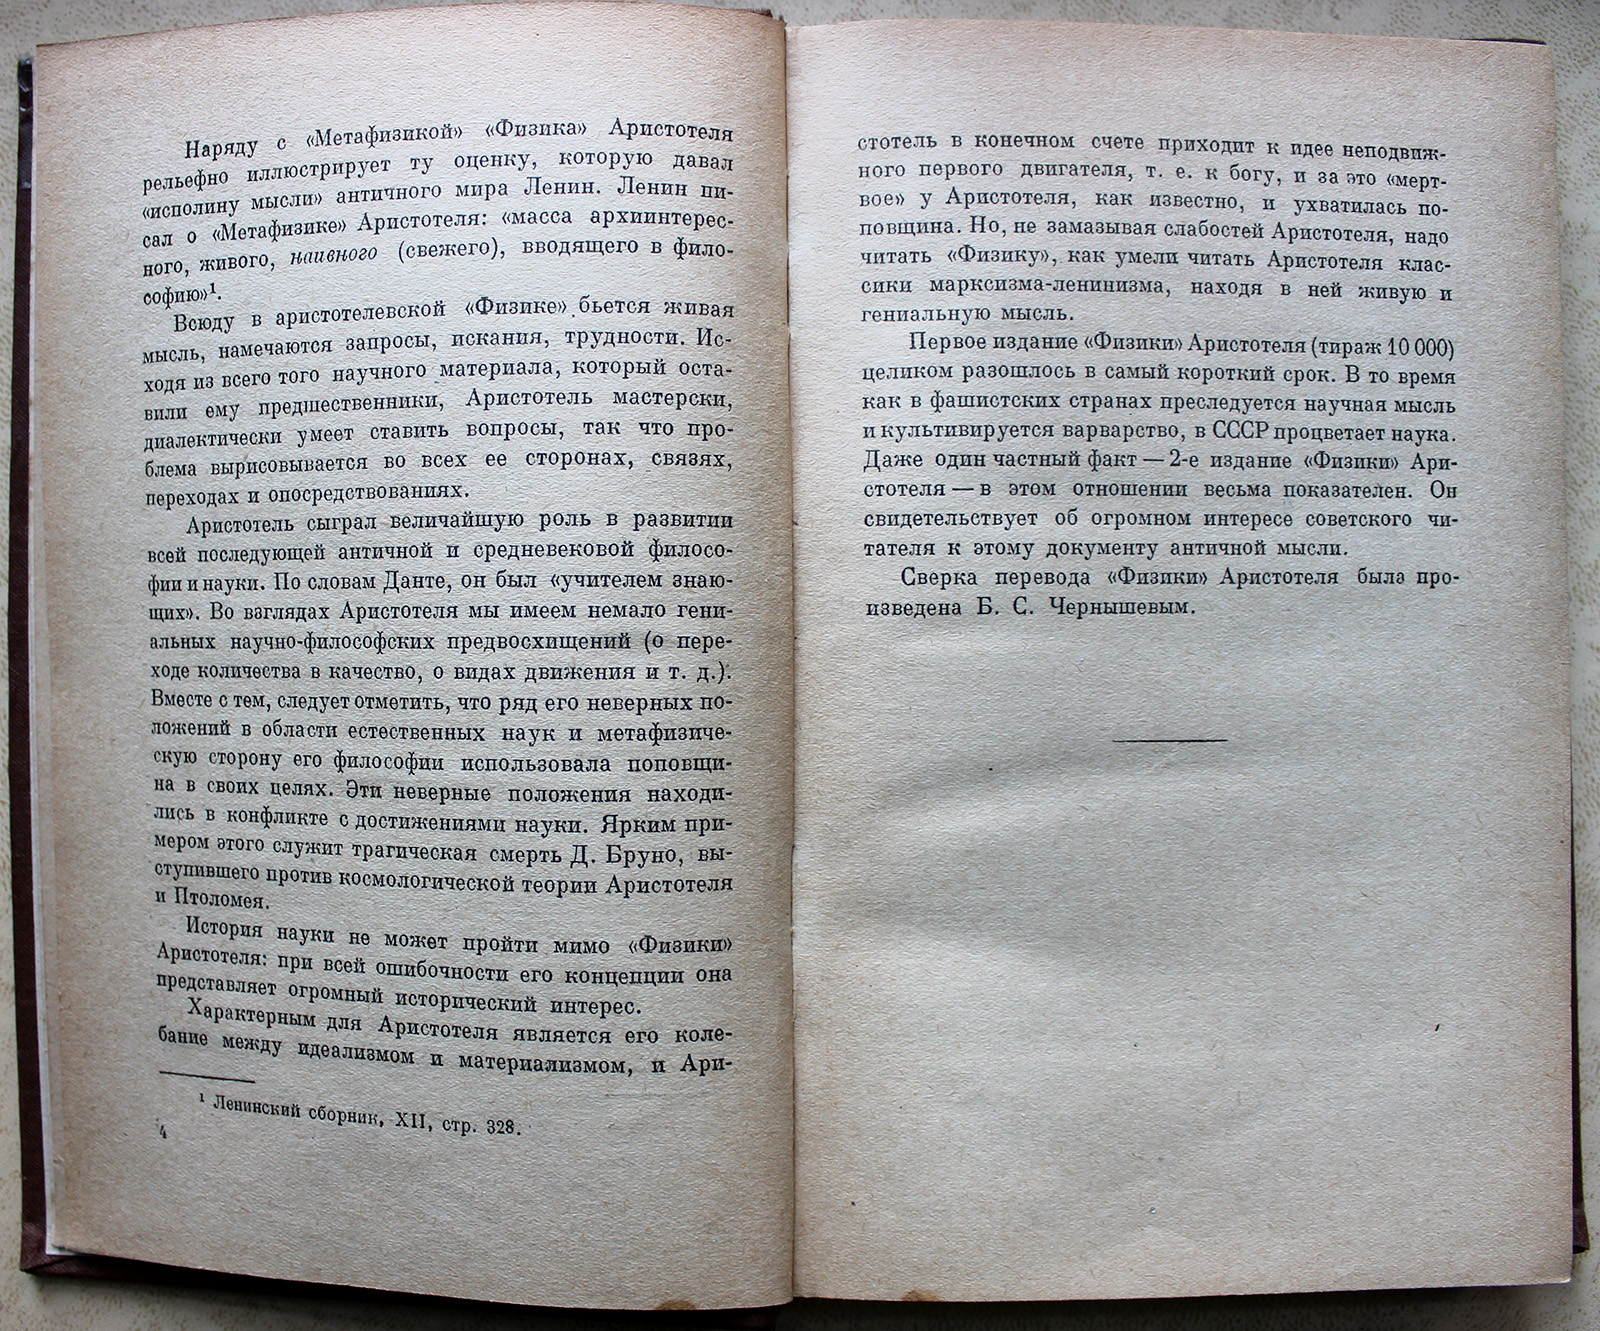 Наряду с «Метафизикой» «Физика» Аристотеля
рельефно иллюстрирует ту оценку, которую давал
«исполину мысли» античного мира Ленин. Ленин пи-
сал о «Метафизике» Аристотеля: «масса архиинтерес-
ного, живого, наивного (свежего), вводящего в фило-
софию»¹.
Всюду в аристотелевской «Физике» бьется живая
мысль, намечаются запросы, искания, трудности. Ис-
ходя из всего того научного материала, который оста-
вили ему предшественники, Аристотель мастерски,
диалектически умеет ставить вопросы, так что про-
блема вырисовывается во всех ее сторонах, связях,
переходах и опосредствованиях.
Аристотель сыграл величайшую роль в развитии
всей последующей античной и средневековой филосо-
фии и науки. По словам Данте, он был «учителем знаю-
щих». Во взглядах Аристотеля мы имеем немало гени-
альных научно-философских предвосхищений (о пере-
ходе количества в качество, о видах движения и т. д.).
Вместе с тем, следует отметить, что ряд его неверных по-
ложений в области естественных наук и метафизиче-
скую сторону его философии использовала поповщи-
на в своих целях. Эти неверные положения находи-
лись в конфликте с достижениями науки. Ярким при-
мером этого служит трагическая смерть Д. Бруно, вы-
ступившего против космологической теории Аристотеля
и Птоломея.
История науки не может пройти мимо «Физики»
Аристотеля: при всей ошибочности его концепции она
представляет огромный исторический интерес.
Характерным для Аристотеля является его коле-
бание между идеализмом и материализмом, и Ари-
¹ Ленинский сборник, XII, стр. 328.
4
стотель в конечном счете приходит к идее неподвиж-
ного первого двигателя, т. е. к богу, и за это «мерт-
вое» у Аристотеля, как известно, и ухватилась по-
повщина. Но, не замазывая слабостей Аристотеля, надо
читать «Физику», как умели читать Аристотеля клас-
сики марксизма-ленинизма, находя в ней живую и
гениальную мысль.
Первое издание «Физики» Аристотеля (тираж 10 000)
целиком разошлось в самый короткий срок. В то время
как в фашистских странах преследуется научная мысль
и культивируется варварство, в СССР процветает наука.
Даже один частный факт — 2-е издание «Физики» Ари-
стотеля — в этом отношении весьма показателен. Он
свидетельствует об огромном интересе советского чи-
тателя к этому документу античной мысли.
Сверка перевода «Физики» Аристотеля была про-
изведена Б. С. Чернышевым.